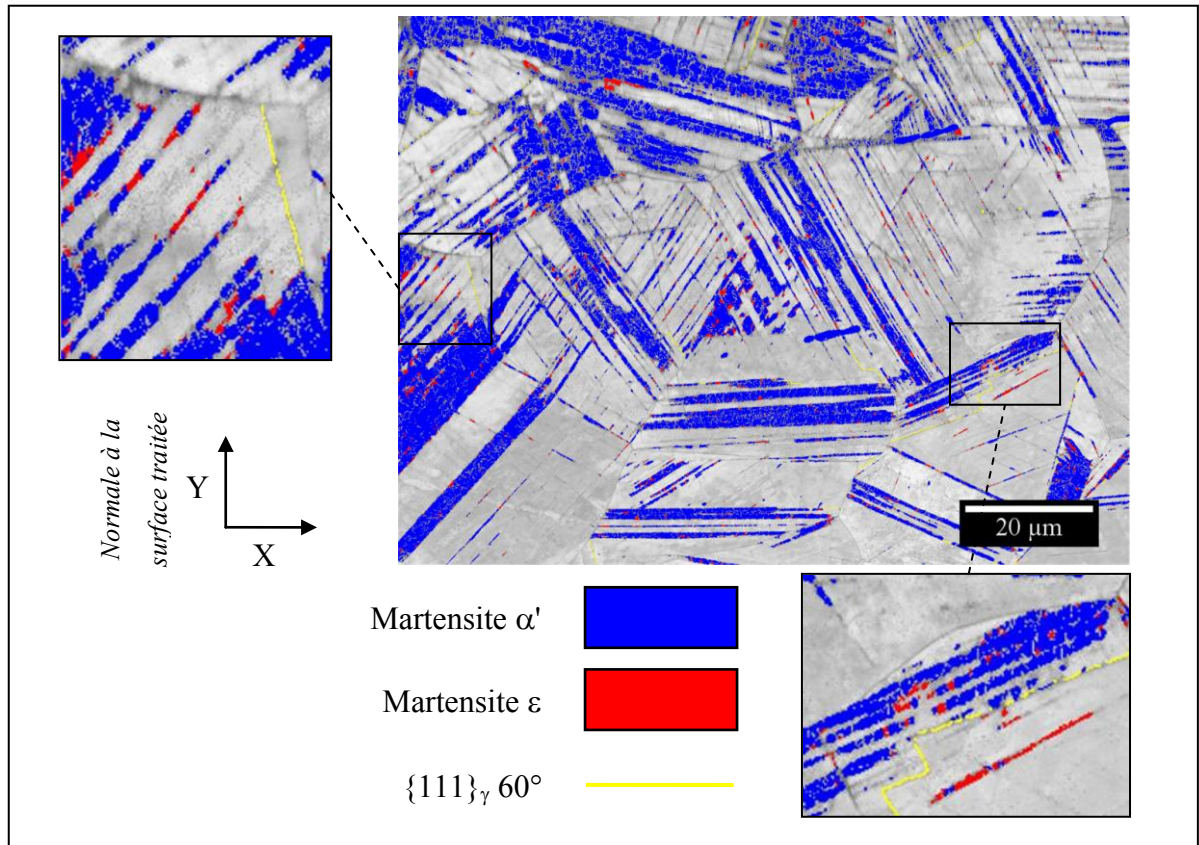 Normale à la
surface traitée
Y
X
20 µm
Martensite α'
Martensite ε
{111}γ 60°